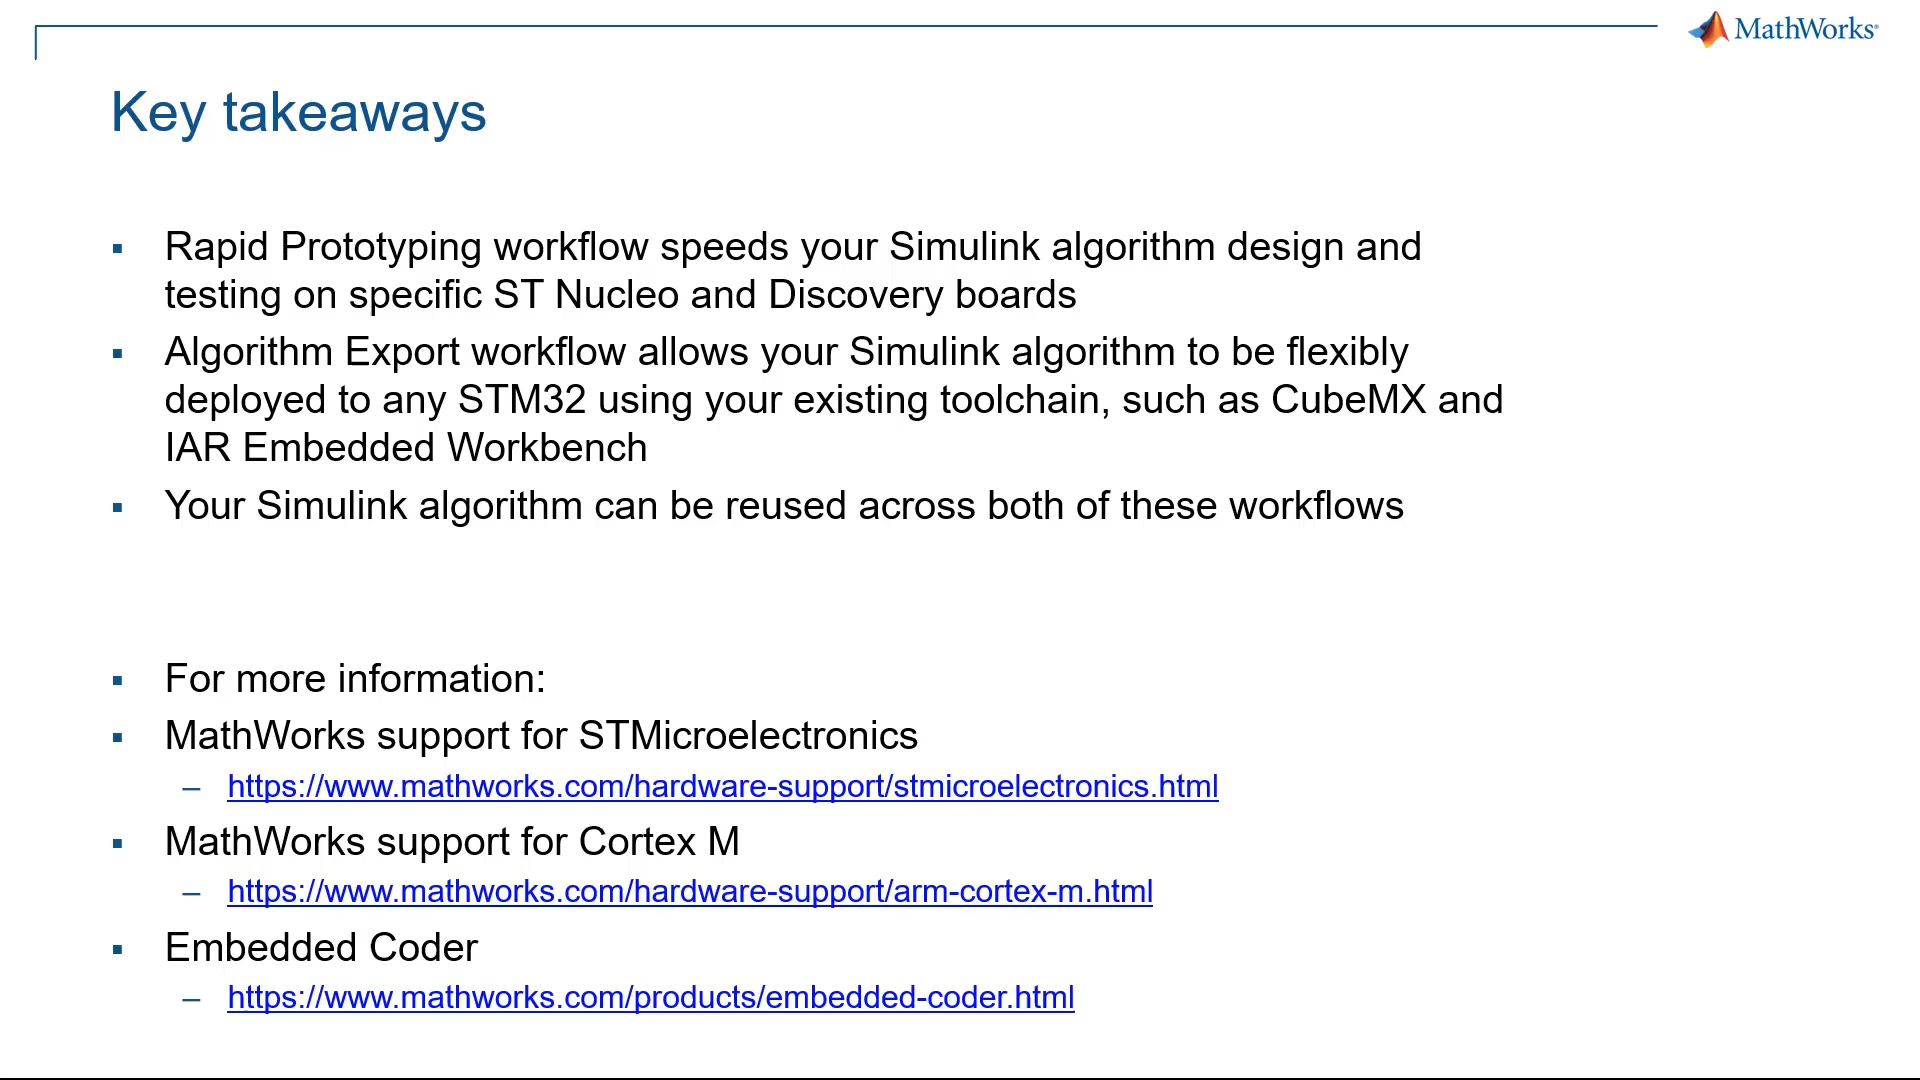 MathWorks®
Key takeaways
▪ Rapid Prototyping workflow speeds your Simulink algorithm design and
testing on specific ST Nucleo and Discovery boards
▪ Algorithm Export workflow allows your Simulink algorithm to be flexibly
deployed to any STM32 using your existing toolchain, such as CubeMX and
IAR Embedded Workbench
▪ Your Simulink algorithm can be reused across both of these workflows
▪ For more information:
▪ MathWorks support for STMicroelectronics
– https://www.mathworks.com/hardware-support/stmicroelectronics.html
▪ MathWorks support for Cortex M
– https://www.mathworks.com/hardware-support/arm-cortex-m.html
▪ Embedded Coder
– https://www.mathworks.com/products/embedded-coder.html